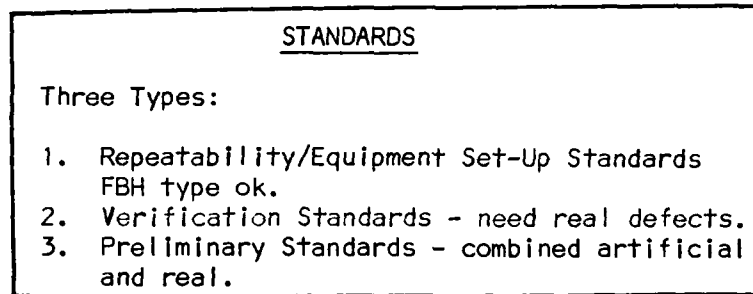 STANDARDS
Three Types:
1. Repeatability/Equipment Set-Up Standards
FBH type ok.
2. Verification Standards - need real defects.
3. Preliminary Standards - combined artificial
and real.